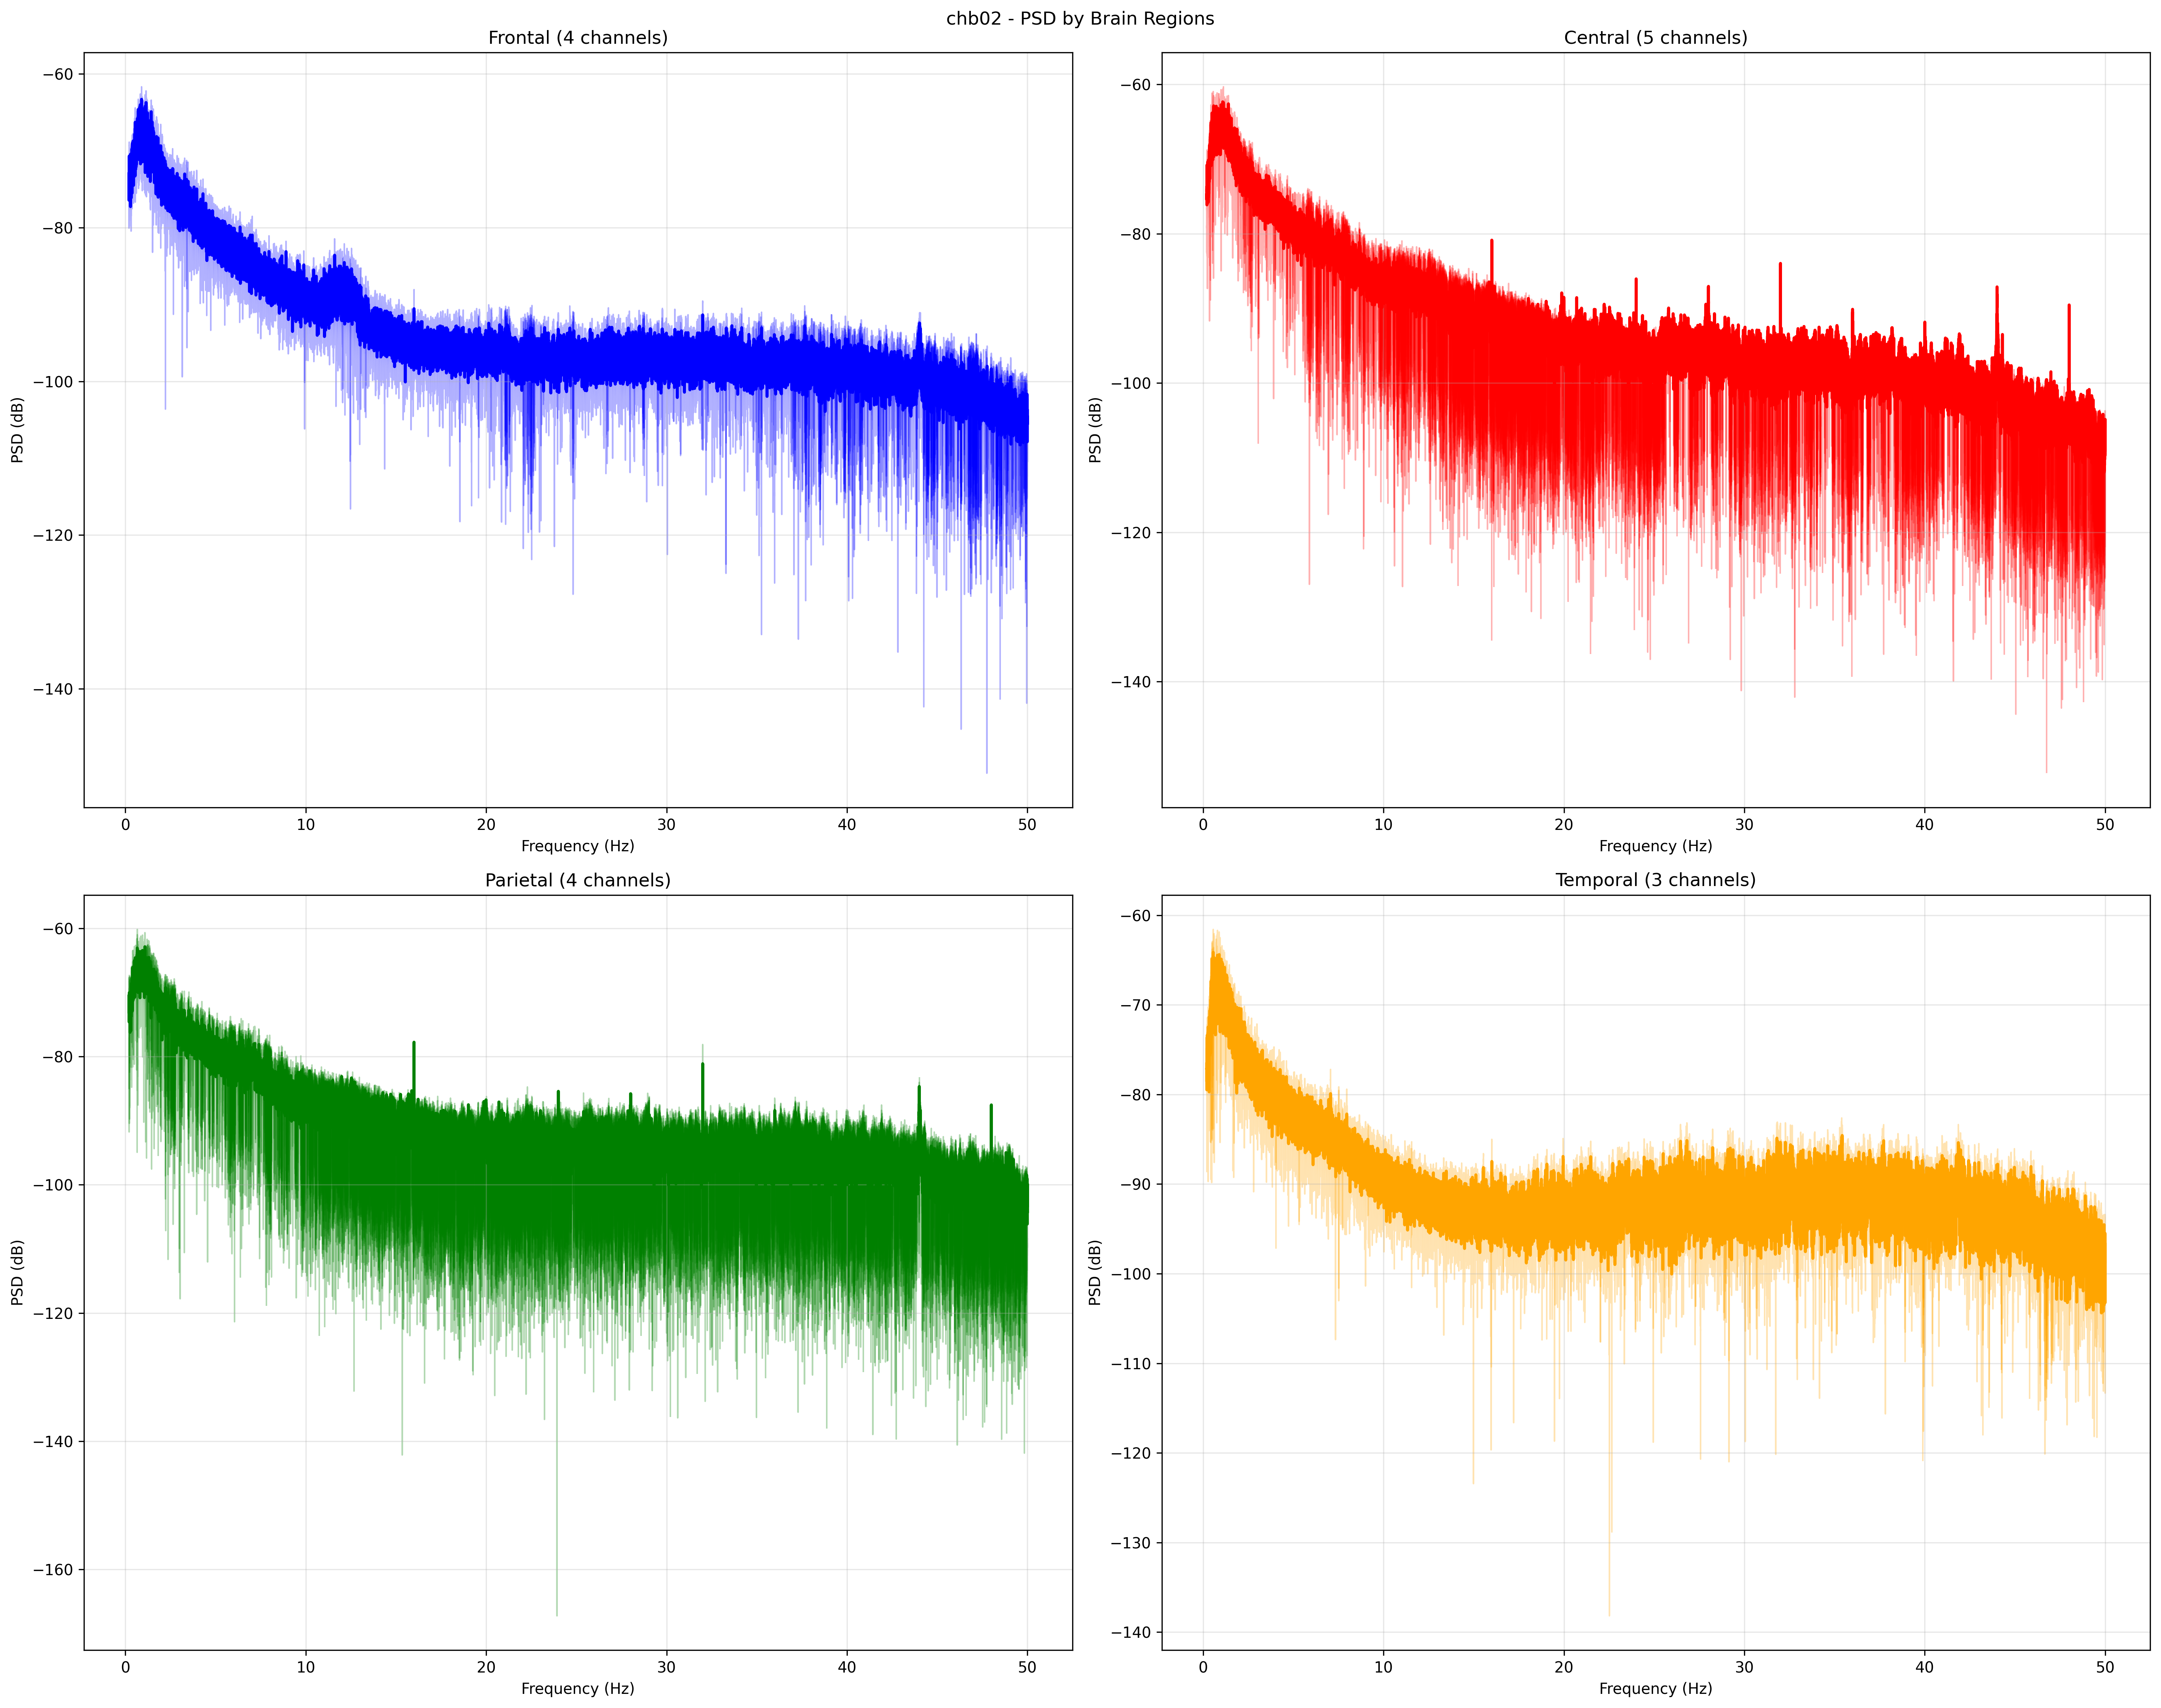 chb02 - PSD by Brain Regions
Frontal (4 channels)
PSD (dB)
−60
−80
−100
−120
−140
0 10 20 30 40 50
Frequency (Hz)
Central (5 channels)
PSD (dB)
−60
−80
−100
−120
−140
0 10 20 30 40 50
Frequency (Hz)
Parietal (4 channels)
PSD (dB)
−60
−80
−100
−120
−140
−160
0 10 20 30 40 50
Frequency (Hz)
Temporal (3 channels)
PSD (dB)
−60
−70
−80
−90
−100
−110
−120
−130
−140
0 10 20 30 40 50
Frequency (Hz)